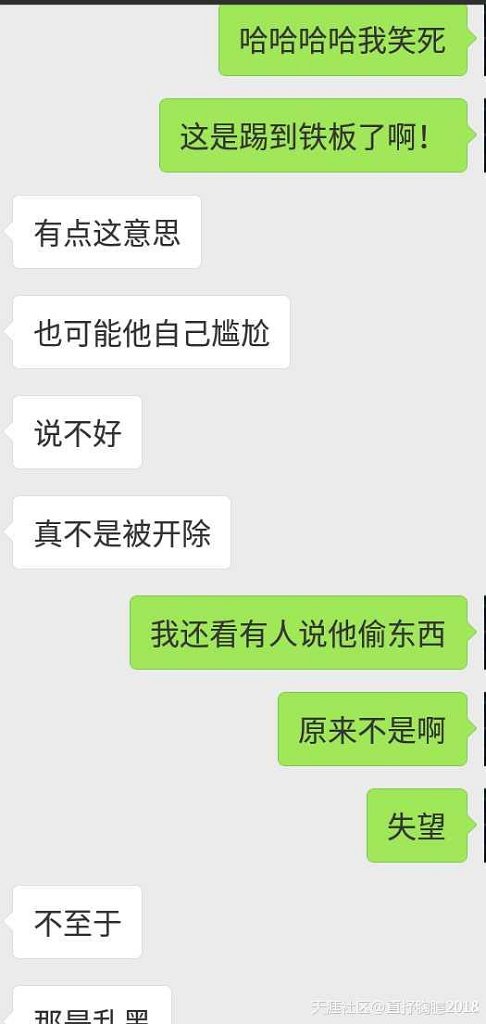 哈哈哈哈我笑死
这是踢到铁板了啊！
有点这意思
也可能他自己尴尬
说不好
真不是被开除
我还看有人说他偷东西
原来不是啊
失望
不至于
那是乱黑
天涯社区@直抒胸臆2018